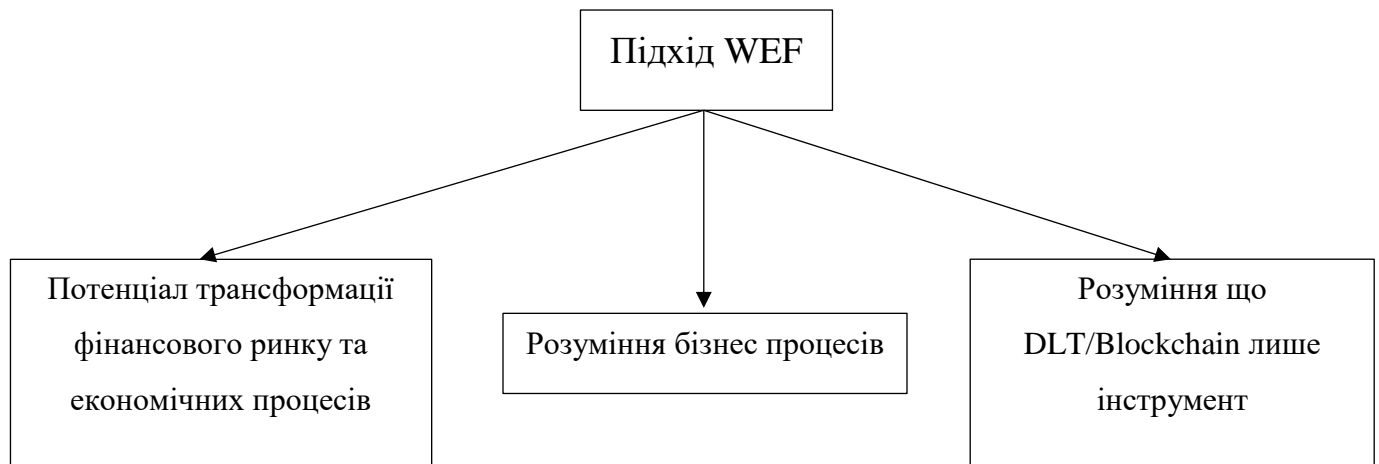 Підхід WEF
Потенціал трансформації
фінансового ринку та
економічних процесів
Розуміння бізнес процесів
Розуміння що
DLT/Blockchain лише
інструмент